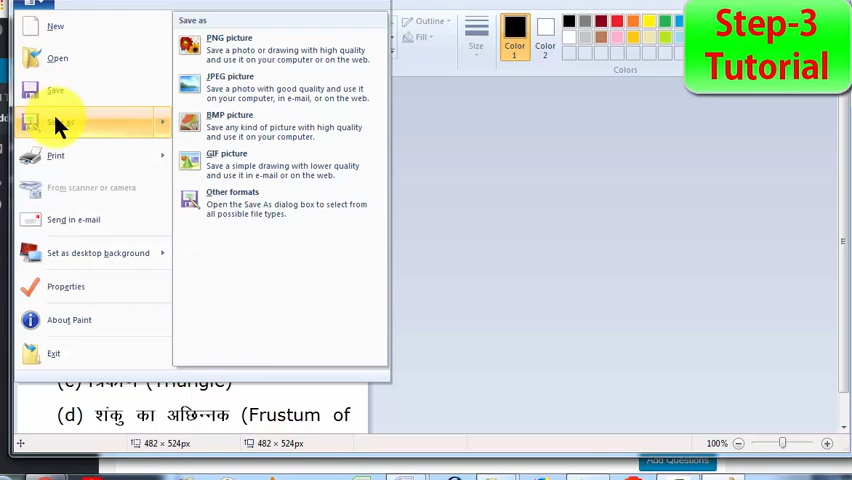 Step-3
Tutorial
New
Open
Save
Save as
Print
From scanner or camera
Send in e-mail
Set as desktop background
Properties
About Paint
Exit
Save as
PNG picture
Save a photo or drawing with high quality
and use it on your computer or on the web.
JPEG picture
Save a photo with good quality and use it
on your computer, in e-mail, or on the web.
BMP picture
Save any kind of picture with high quality
and use it on your computer.
GIF picture
Save a simple drawing with lower quality
and use it in e-mail or on the web.
Other formats
Open the Save As dialog box to select from
all possible file types.
Outline
Fill
Size
Color
1
Color
2
Colors
(Triangle)
(d) शंकु का अछिन्नक (Frustum of
482 × 524px
482 × 524px
100%
Add Questions